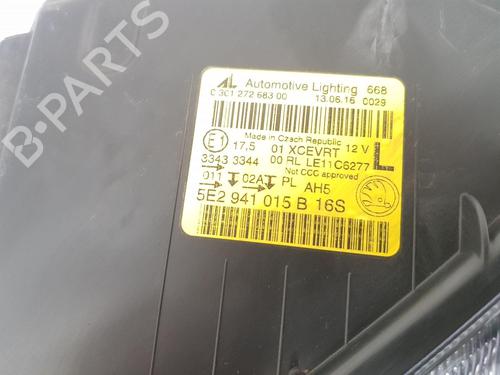 B-PARTS
AL Automotive Lighting 668
0 301 272 683 00 13.06.16 0029
Made in Czech Republic
E1 17,5 01 XCEVRT 12 V
3343 3344 00 RL LE11C6277 L
Not CCC approved
011 02A PL AH5
5E2 941 015 B 16S